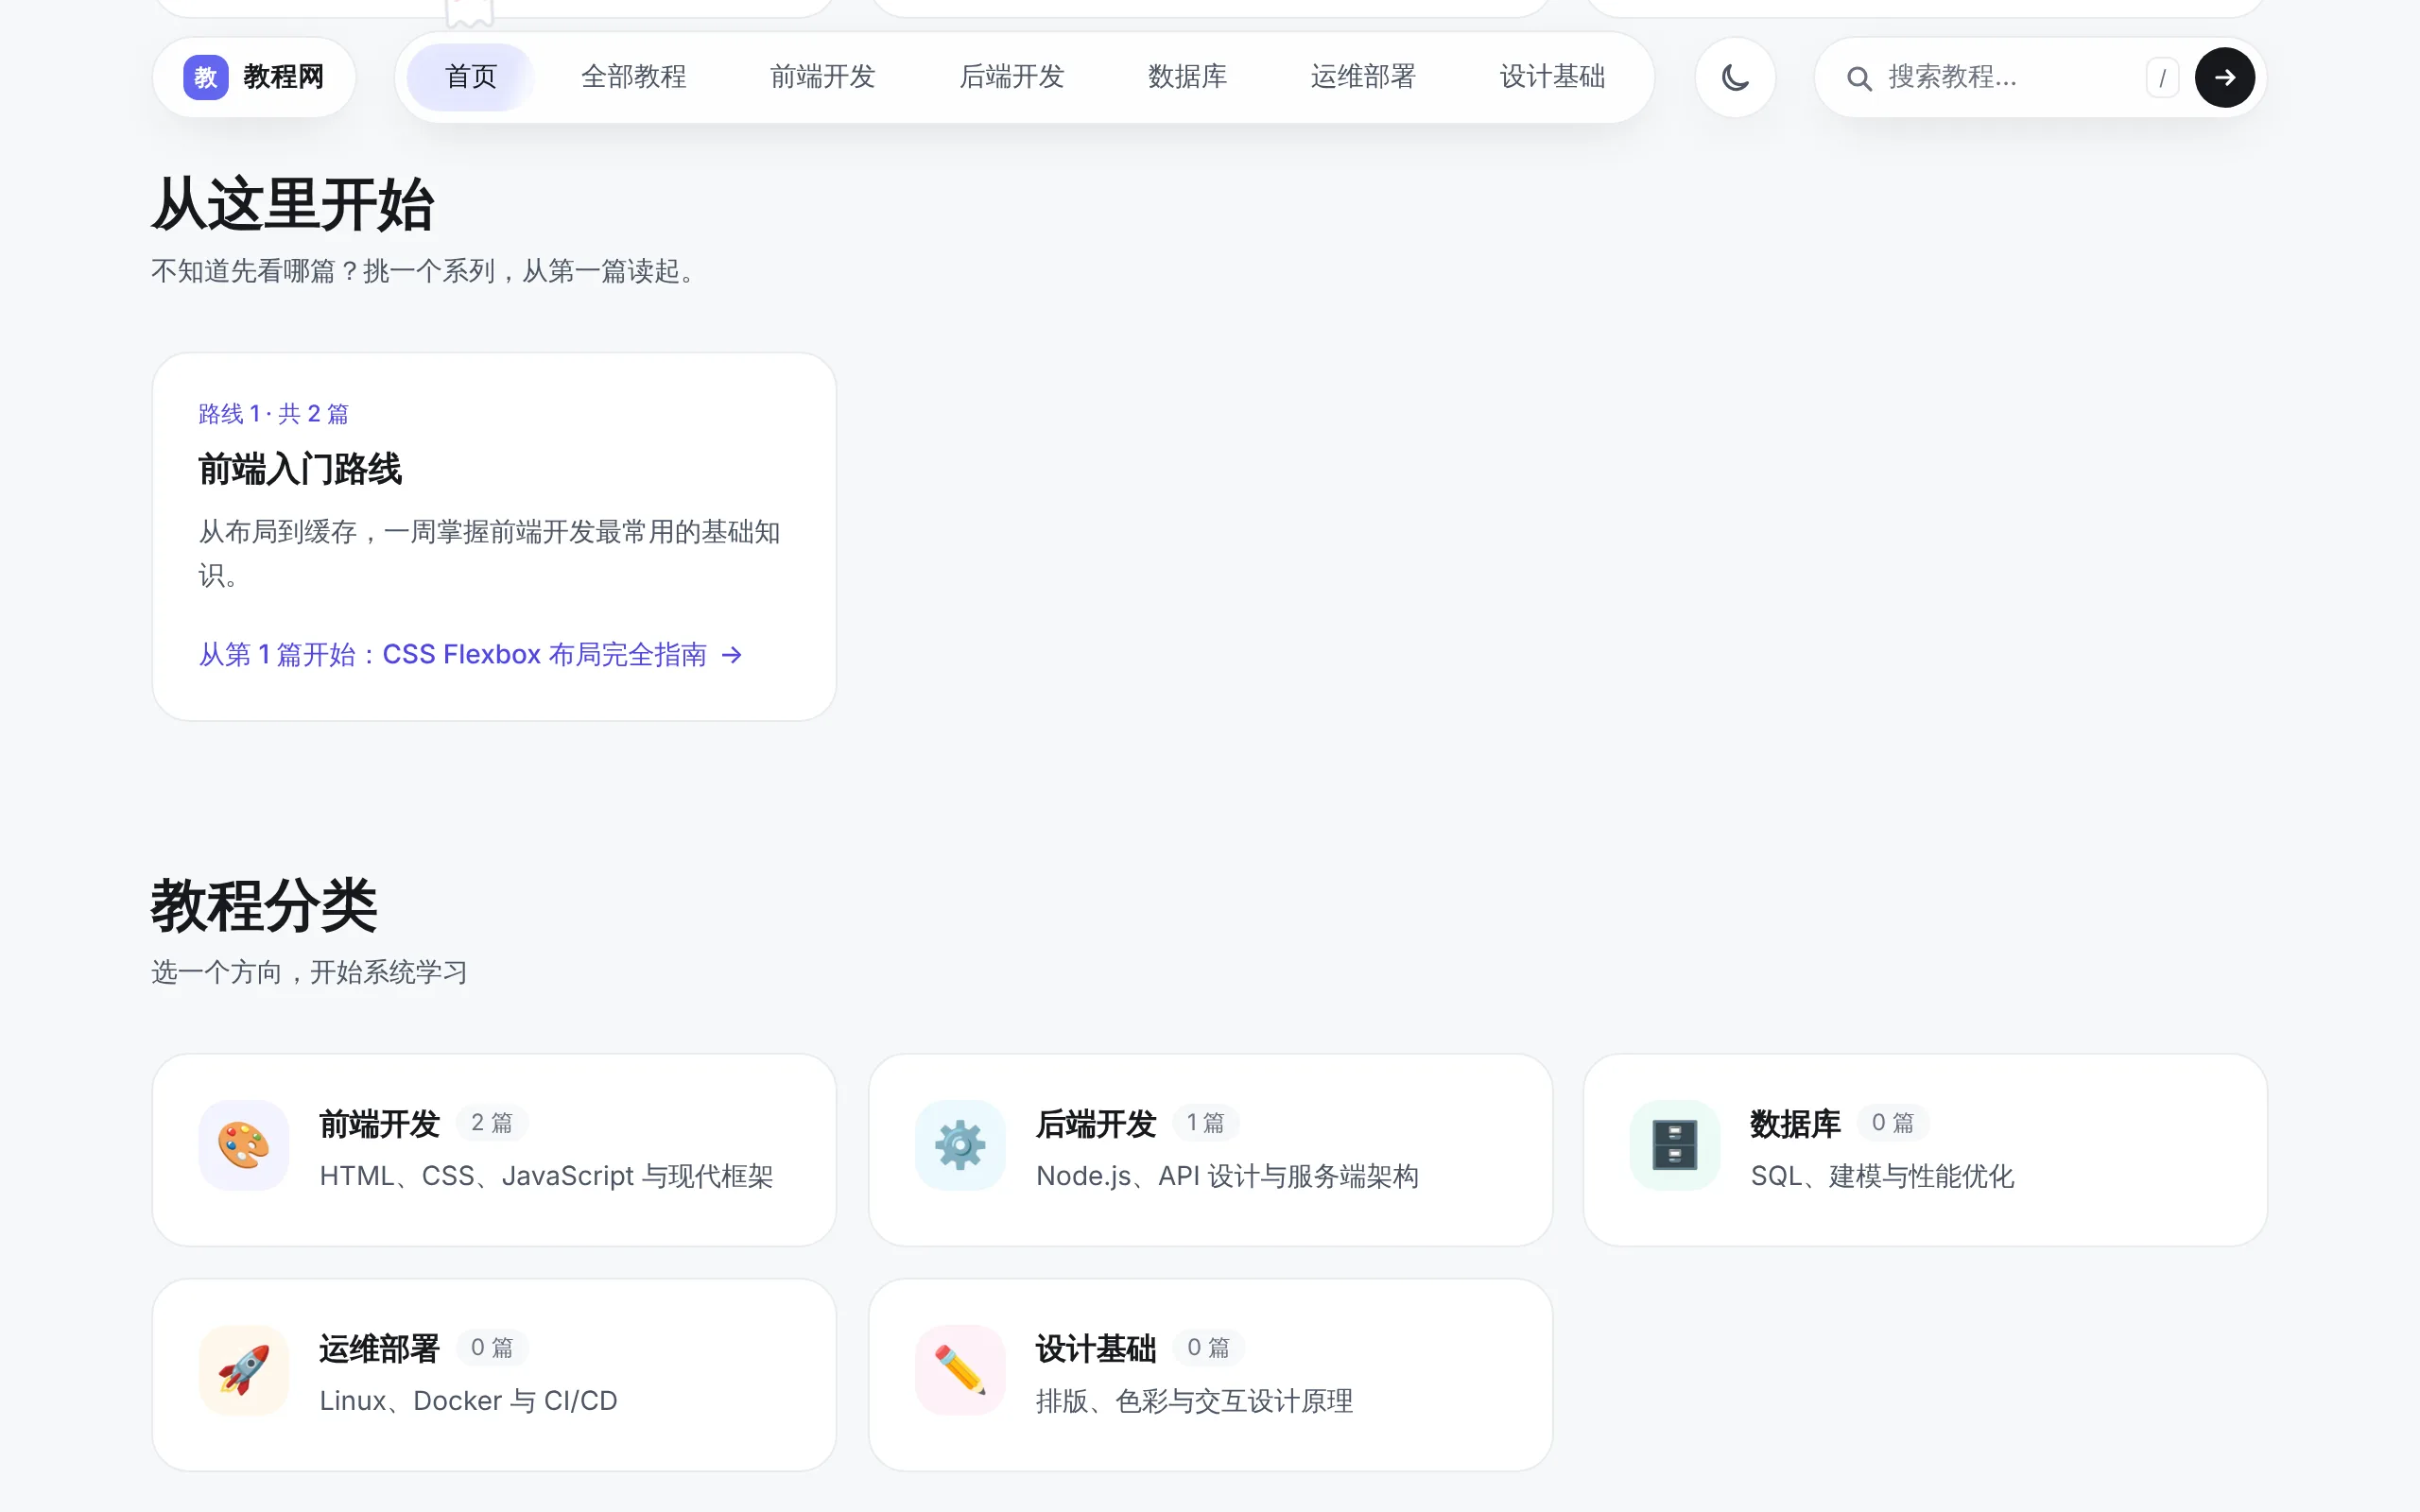 教 教程网
首页 全部教程 前端开发 后端开发 数据库 运维部署 设计基础
搜索教程... /
从这里开始
不知道先看哪篇？挑一个系列，从第一篇读起。
路线 1 · 共 2 篇
前端入门路线
从布局到缓存，一周掌握前端开发最常用的基础知
识。
从第 1 篇开始：CSS Flexbox 布局完全指南 →
教程分类
选一个方向，开始系统学习
前端开发 2 篇
HTML、CSS、JavaScript 与现代框架
后端开发 1 篇
Node.js、API 设计与服务端架构
数据库 0 篇
SQL、建模与性能优化
运维部署 0 篇
Linux、Docker 与 CI/CD
设计基础 0 篇
排版、色彩与交互设计原理